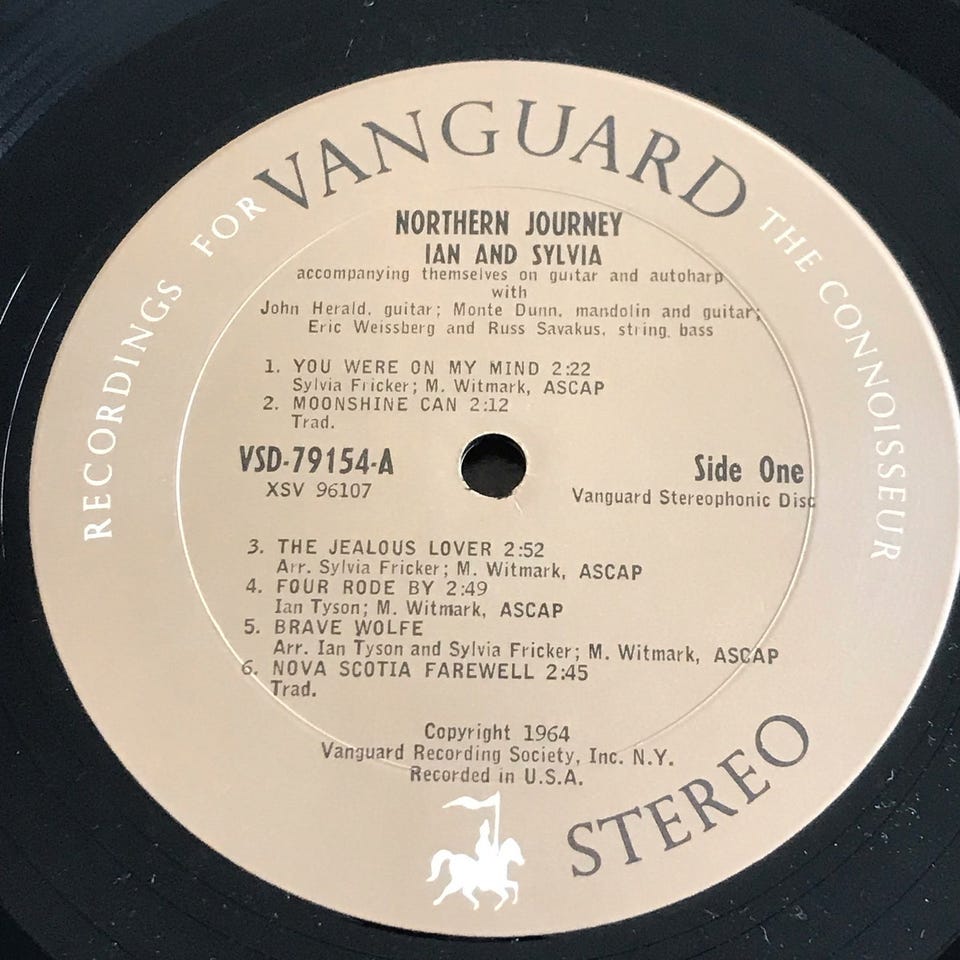 RECORDINGS FOR VANGUARD THE CONNOISSEUR
NORTHERN JOURNEY
IAN AND SYLVIA
accompanying themselves on guitar and autoharp
with
John Herald, guitar; Monte Dunn, mandolin and guitar;
Eric Weissberg and Russ Savakus, string bass
1. YOU WERE ON MY MIND 2:22
Sylvia Fricker; M. Witmark, ASCAP
2. MOONSHINE CAN 2:12
Trad.
VSD-79154-A
XSV 96107
Side One
Vanguard Stereophonic Disc
3. THE JEALOUS LOVER 2:52
Arr. Sylvia Fricker; M. Witmark, ASCAP
4. FOUR RODE BY 2:49
Ian Tyson; M. Witmark, ASCAP
5. BRAVE WOLFE
Arr. Ian Tyson and Sylvia Fricker; M. Witmark, ASCAP
6. NOVA SCOTIA FAREWELL 2:45
Trad.
Copyright 1964
Vanguard Recording Society, Inc. N.Y.
Recorded in U.S.A.
STEREO